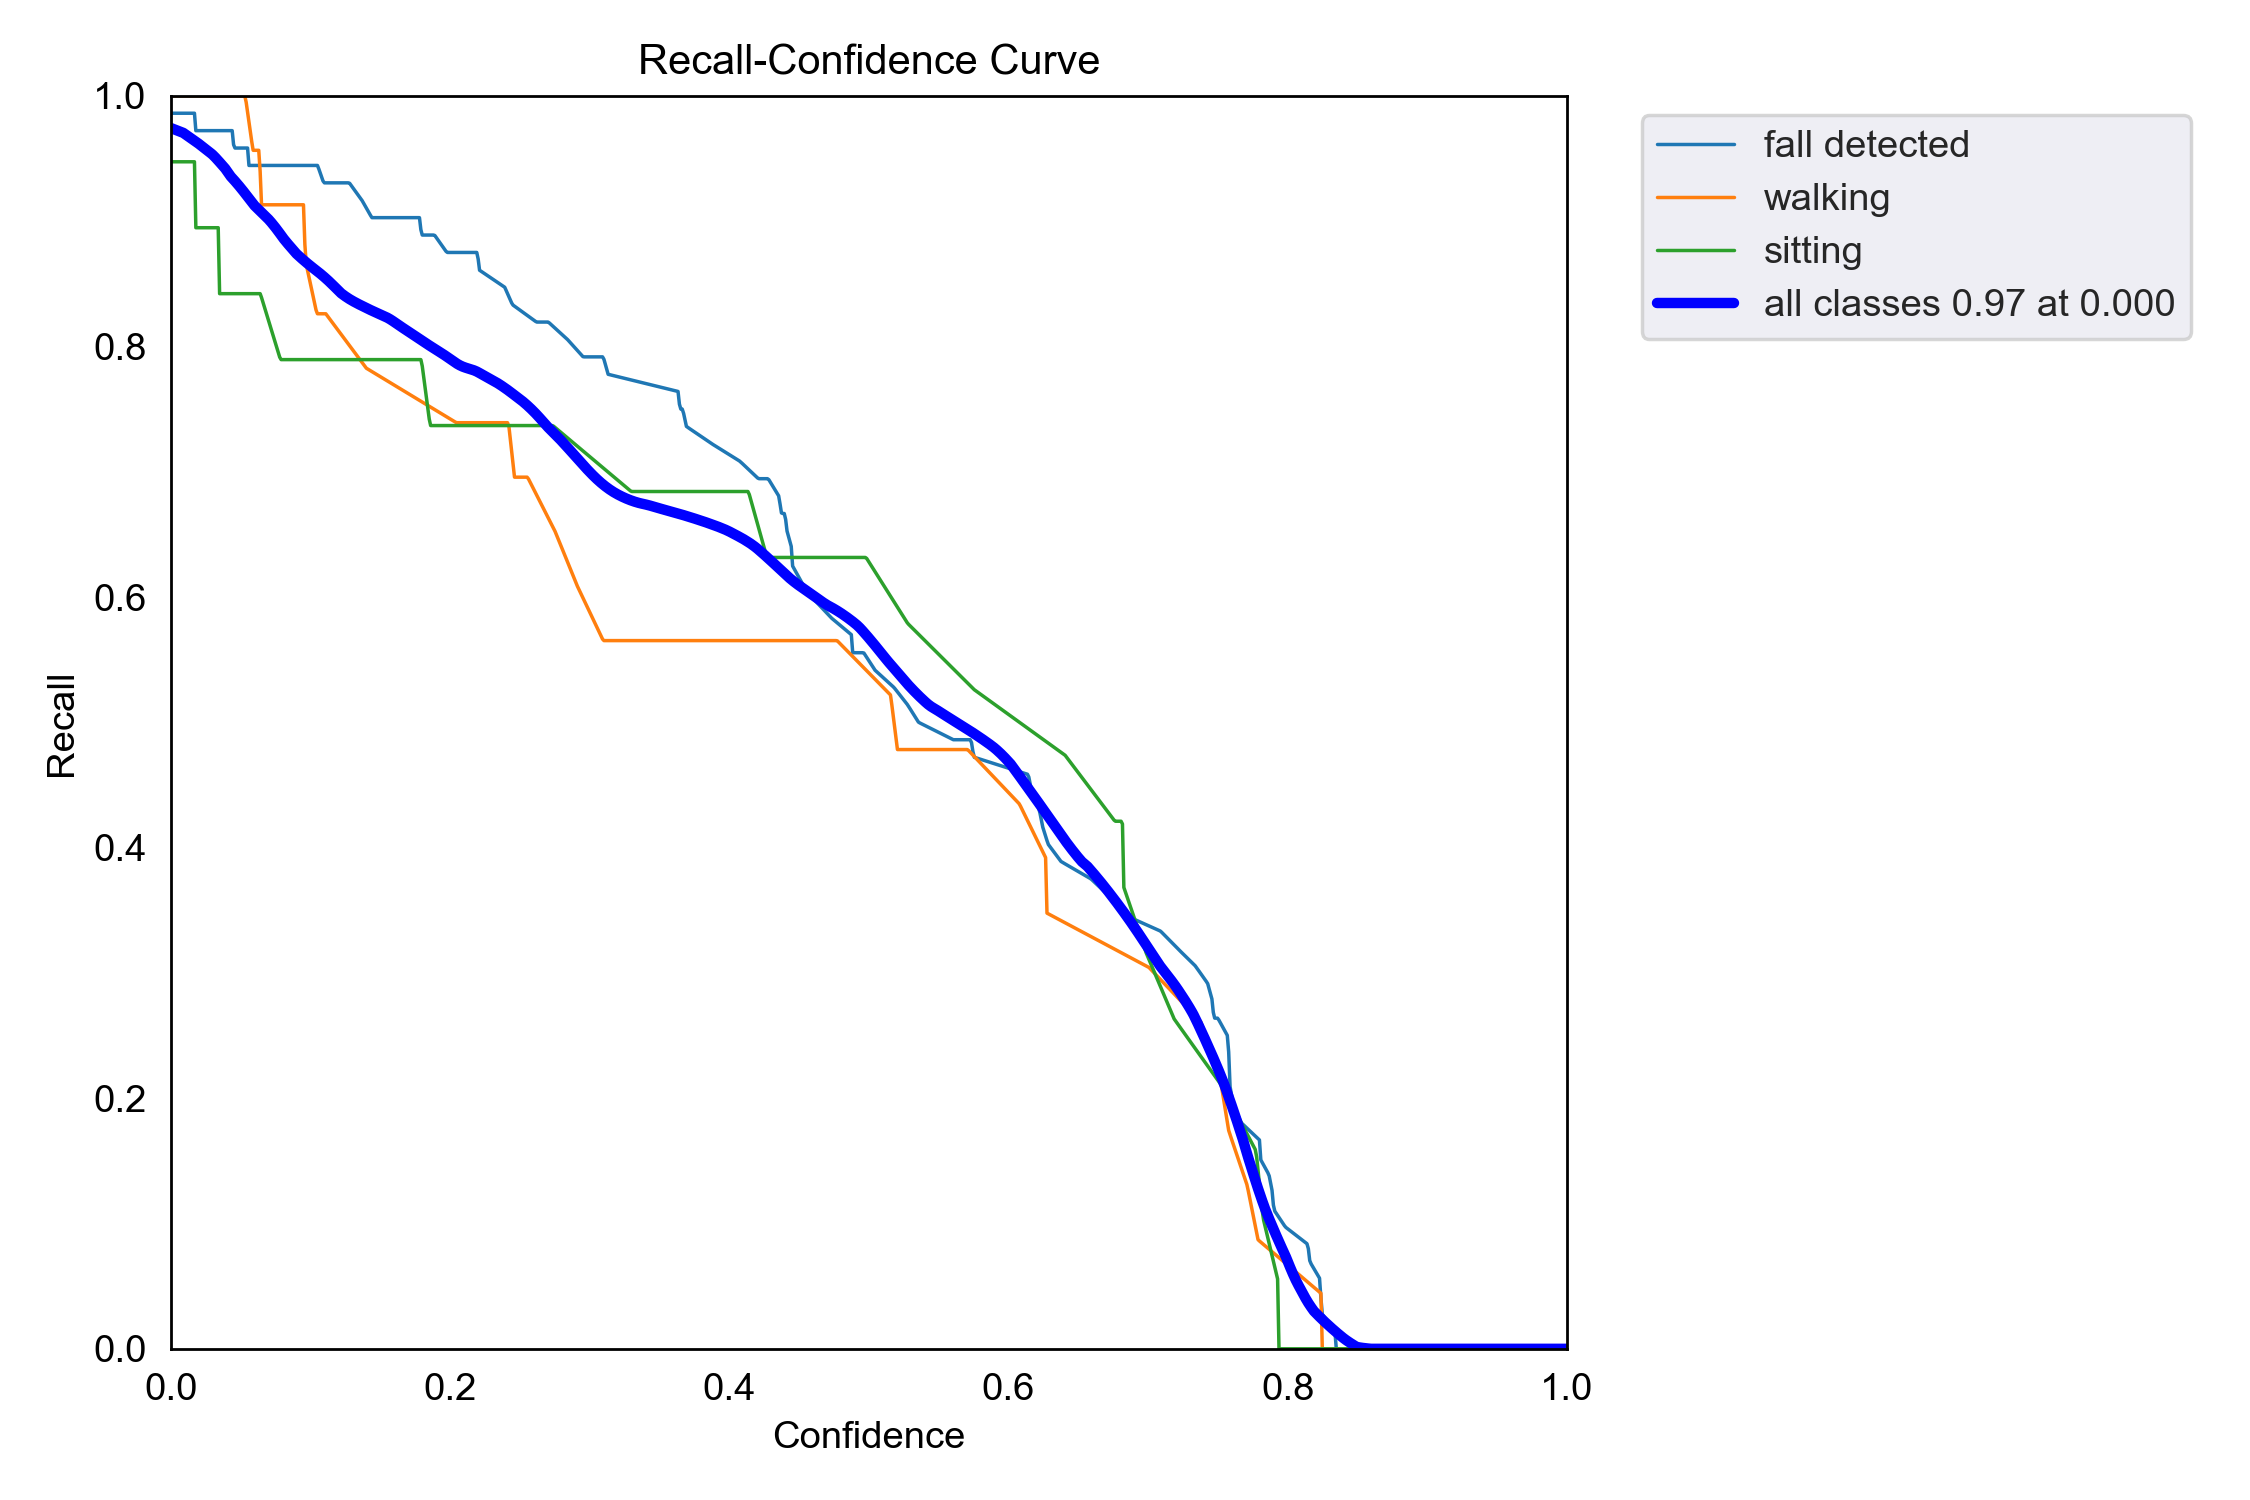 Recall-Confidence Curve
1.0
0.8
0.6
0.4
0.2
0.0
Recall
0.0 0.2 0.4 0.6 0.8 1.0
Confidence
fall detected
walking
sitting
all classes 0.97 at 0.000